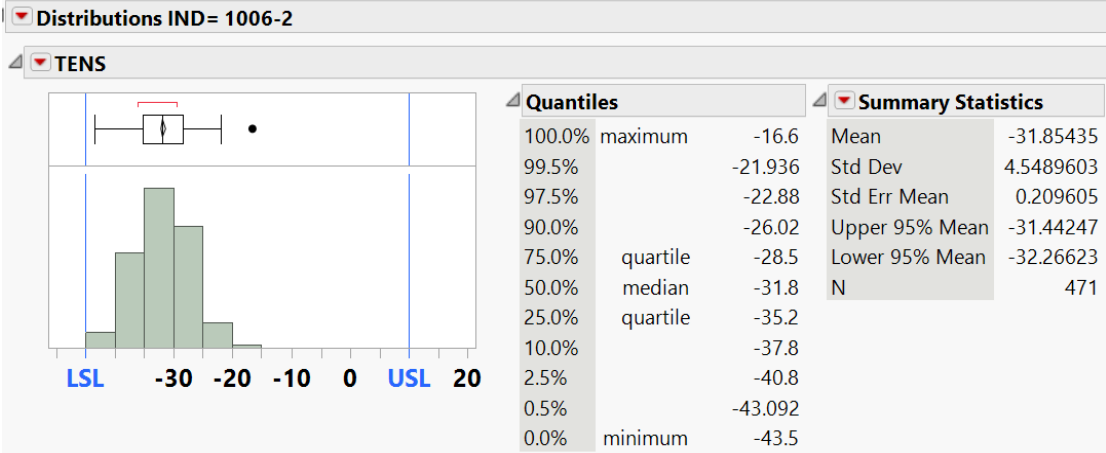 Distributions IND= 1006-2
TENS
LSL -30 -20 -10 0 USL 20
Quantiles
100.0% maximum -16.6
99.5% -21.936
97.5% -22.88
90.0% -26.02
75.0% quartile -28.5
50.0% median -31.8
25.0% quartile -35.2
10.0% -37.8
2.5% -40.8
0.5% -43.092
0.0% minimum -43.5
Summary Statistics
Mean -31.85435
Std Dev 4.5489603
Std Err Mean 0.209605
Upper 95% Mean -31.44247
Lower 95% Mean -32.26623
N 471